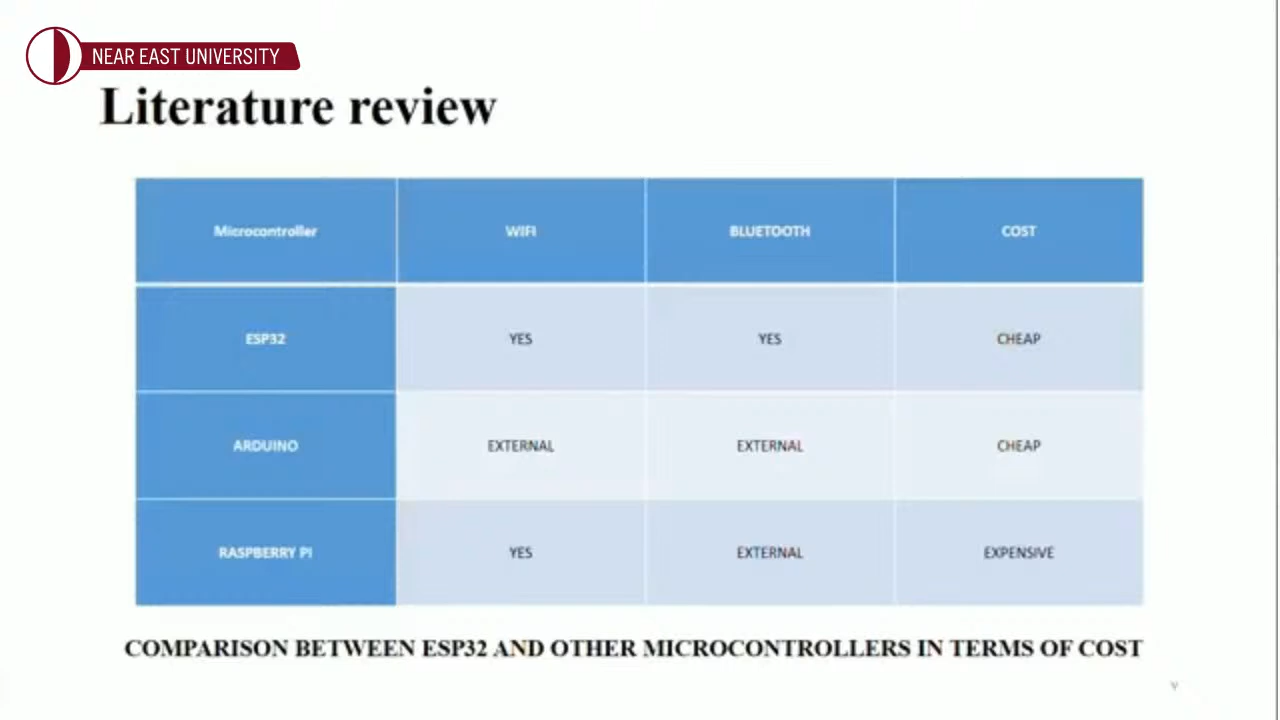 NEAR EAST UNIVERSITY
Literature review
Microcontroller WIFI BLUETOOTH COST
ESP32 YES YES CHEAP
ARDUINO EXTERNAL EXTERNAL CHEAP
RASPBERRY PI YES EXTERNAL EXPENSIVE
COMPARISON BETWEEN ESP32 AND OTHER MICROCONTROLLERS IN TERMS OF COST